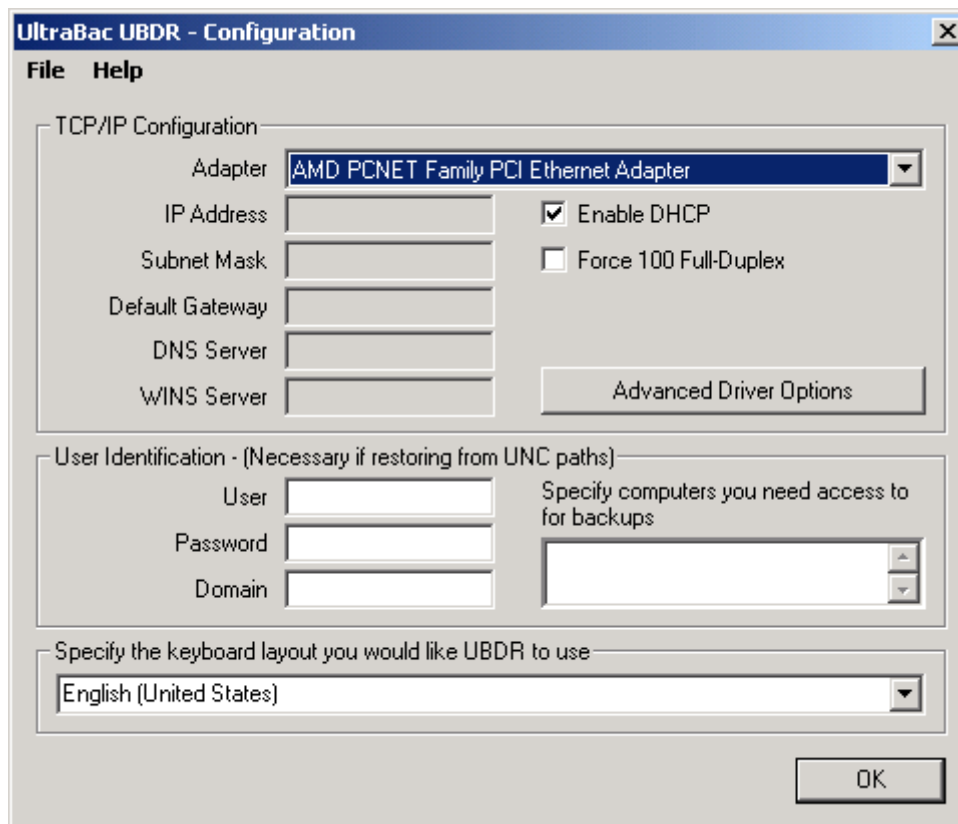 UltraBac UBDR - Configuration
File Help
TCP/IP Configuration
Adapter AMD PCNET Family PCI Ethernet Adapter
IP Address Enable DHCP
Subnet Mask Force 100 Full-Duplex
Default Gateway
DNS Server
WINS Server Advanced Driver Options
User Identification - (Necessary if restoring from UNC paths)
User Specify computers you need access to
for backups
Password
Domain
Specify the keyboard layout you would like UBDR to use
English (United States)
OK